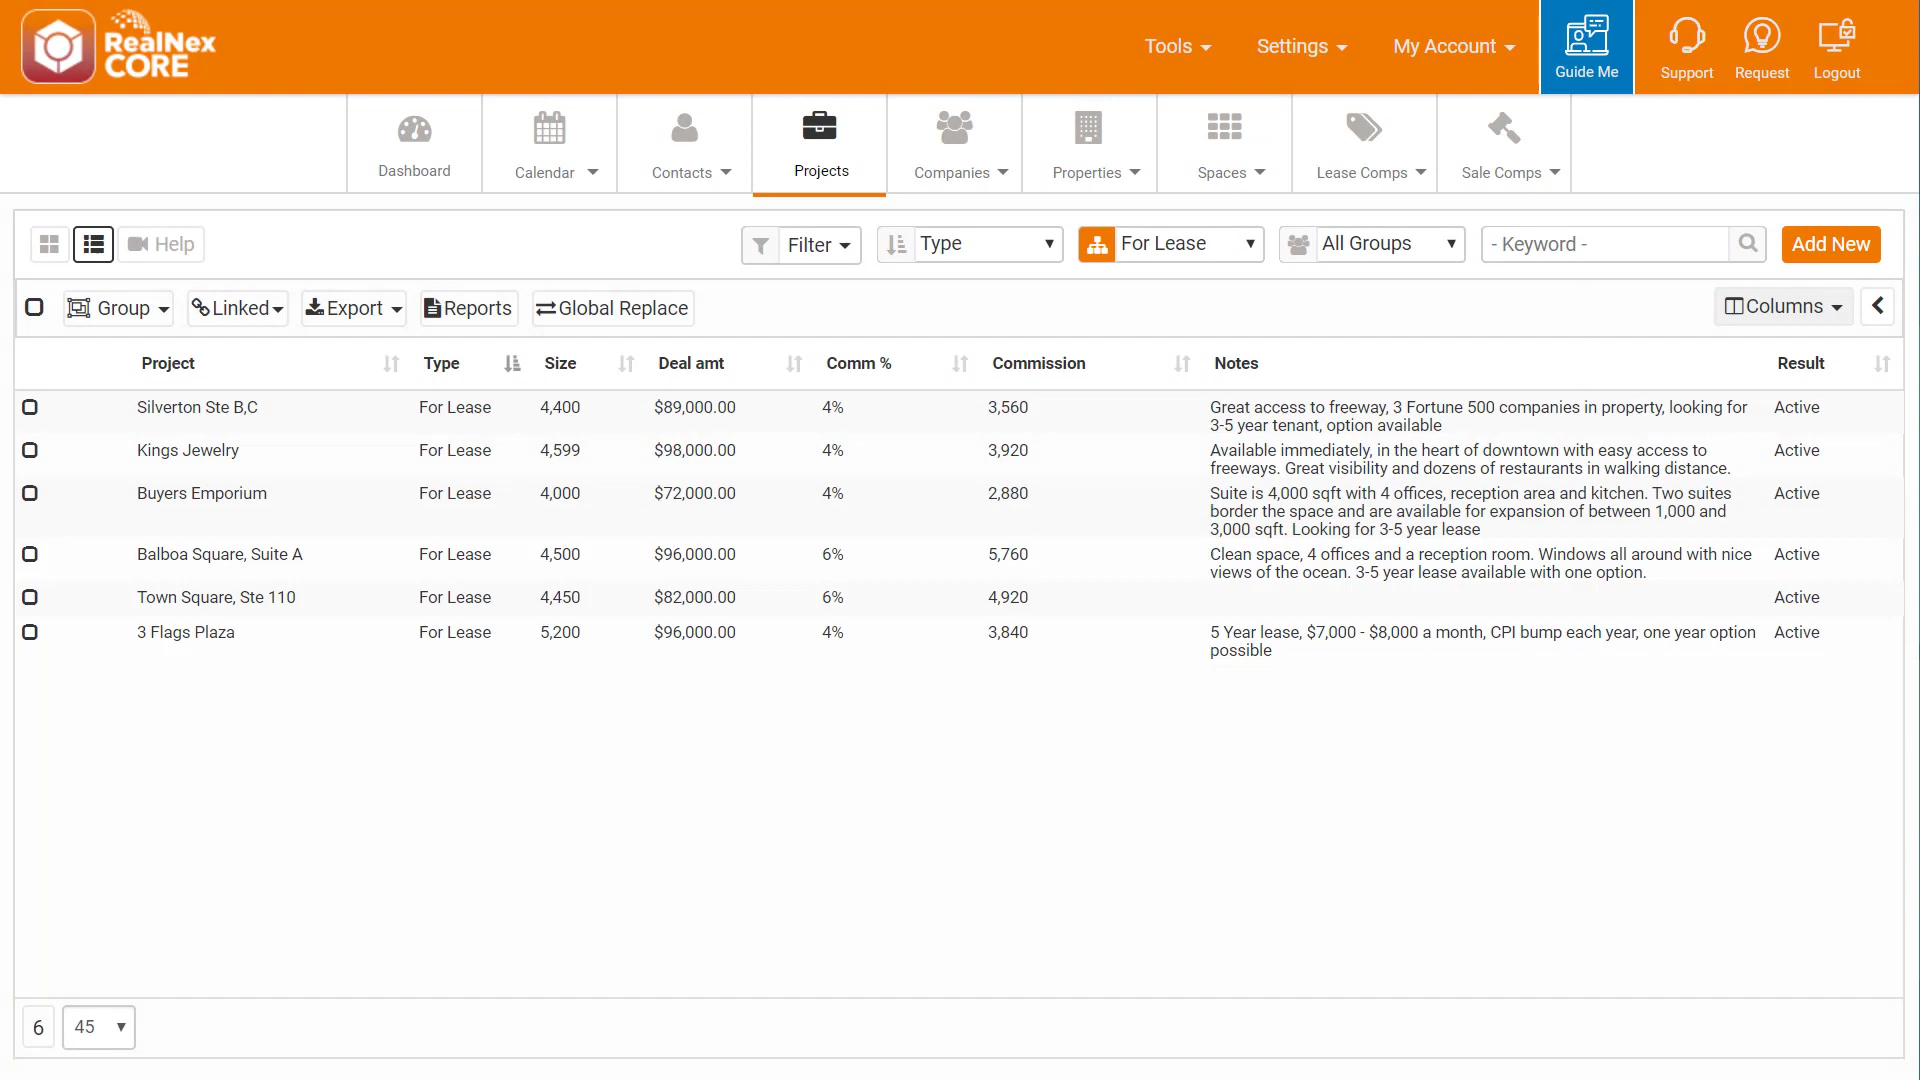 RealNex
CORE
Tools
Settings
My Account
Guide Me
Support
Request
Logout
Dashboard
Calendar
Contacts
Projects
Companies
Properties
Spaces
Lease Comps
Sale Comps
Help
Filter
Type
For Lease
All Groups
- Keyword -
Add New
Group
Linked
Export
Reports
Global Replace
Columns
Project Type Size Deal amt Comm % Commission Notes Result
Silverton Ste B,C For Lease 4,400 $89,000.00 4% 3,560 Great access to freeway, 3 Fortune 500 companies in property, looking for Active
3-5 year tenant, option available
Kings Jewelry For Lease 4,599 $98,000.00 4% 3,920 Available immediately, in the heart of downtown with easy access to Active
freeways. Great visibility and dozens of restaurants in walking distance.
Buyers Emporium For Lease 4,000 $72,000.00 4% 2,880 Suite is 4,000 sqft with 4 offices, reception area and kitchen. Two suites Active
border the space and are available for expansion of between 1,000 and
3,000 sqft. Looking for 3-5 year lease
Balboa Square, Suite A For Lease 4,500 $96,000.00 6% 5,760 Clean space, 4 offices and a reception room. Windows all around with nice Active
views of the ocean. 3-5 year lease available with one option.
Town Square, Ste 110 For Lease 4,450 $82,000.00 6% 4,920 Active
3 Flags Plaza For Lease 5,200 $96,000.00 4% 3,840 5 Year lease, $7,000 - $8,000 a month, CPI bump each year, one year option Active
possible
6
45